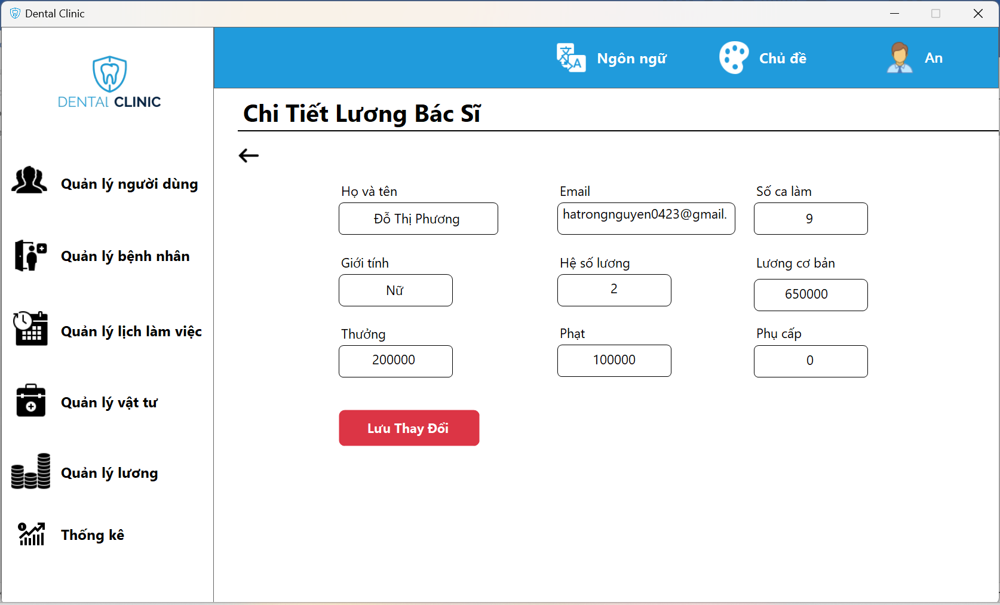 Dental Clinic
DENTAL CLINIC
Ngôn ngữ
Chủ đề
An
Chi Tiết Lương Bác Sĩ
Quản lý người dùng
Quản lý bệnh nhân
Quản lý lịch làm việc
Quản lý vật tư
Quản lý lương
Thống kê
Họ và tên
Đỗ Thị Phương
Email
hatrongnguyen0423@gmail.
Số ca làm
9
Giới tính
Nữ
Hệ số lương
2
Lương cơ bản
650000
Thưởng
200000
Phạt
100000
Phụ cấp
0
Lưu Thay Đổi